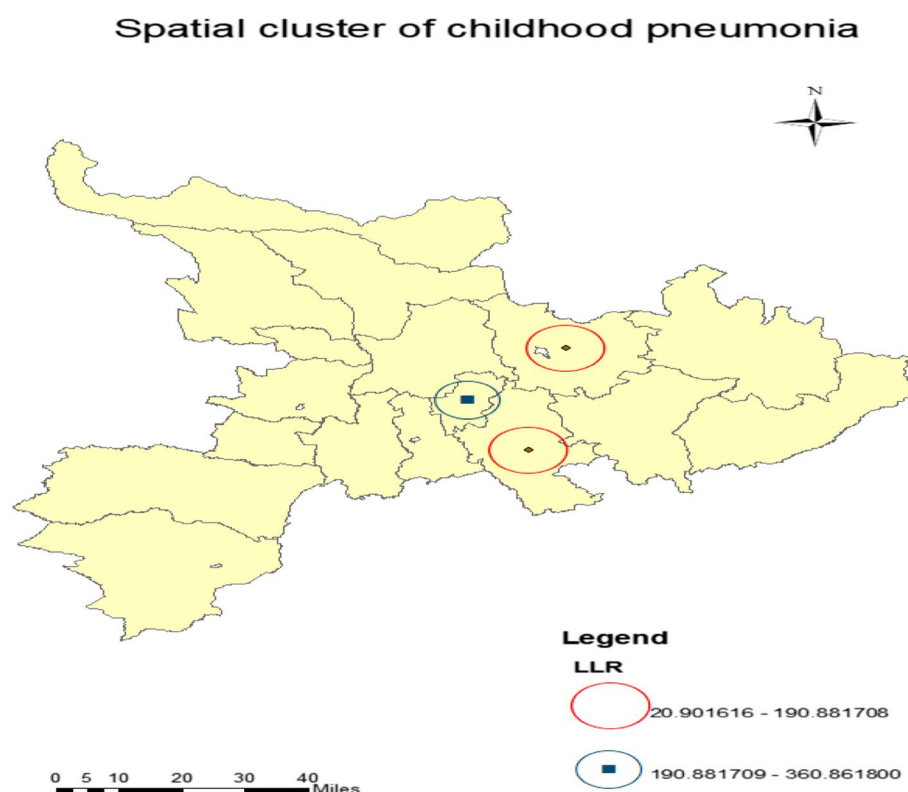 Spatial cluster of childhood pneumonia
N
Legend
LLR
20.901616 - 190.881708
190.881709 - 360.861800
0 5 10 20 30 40
Miles